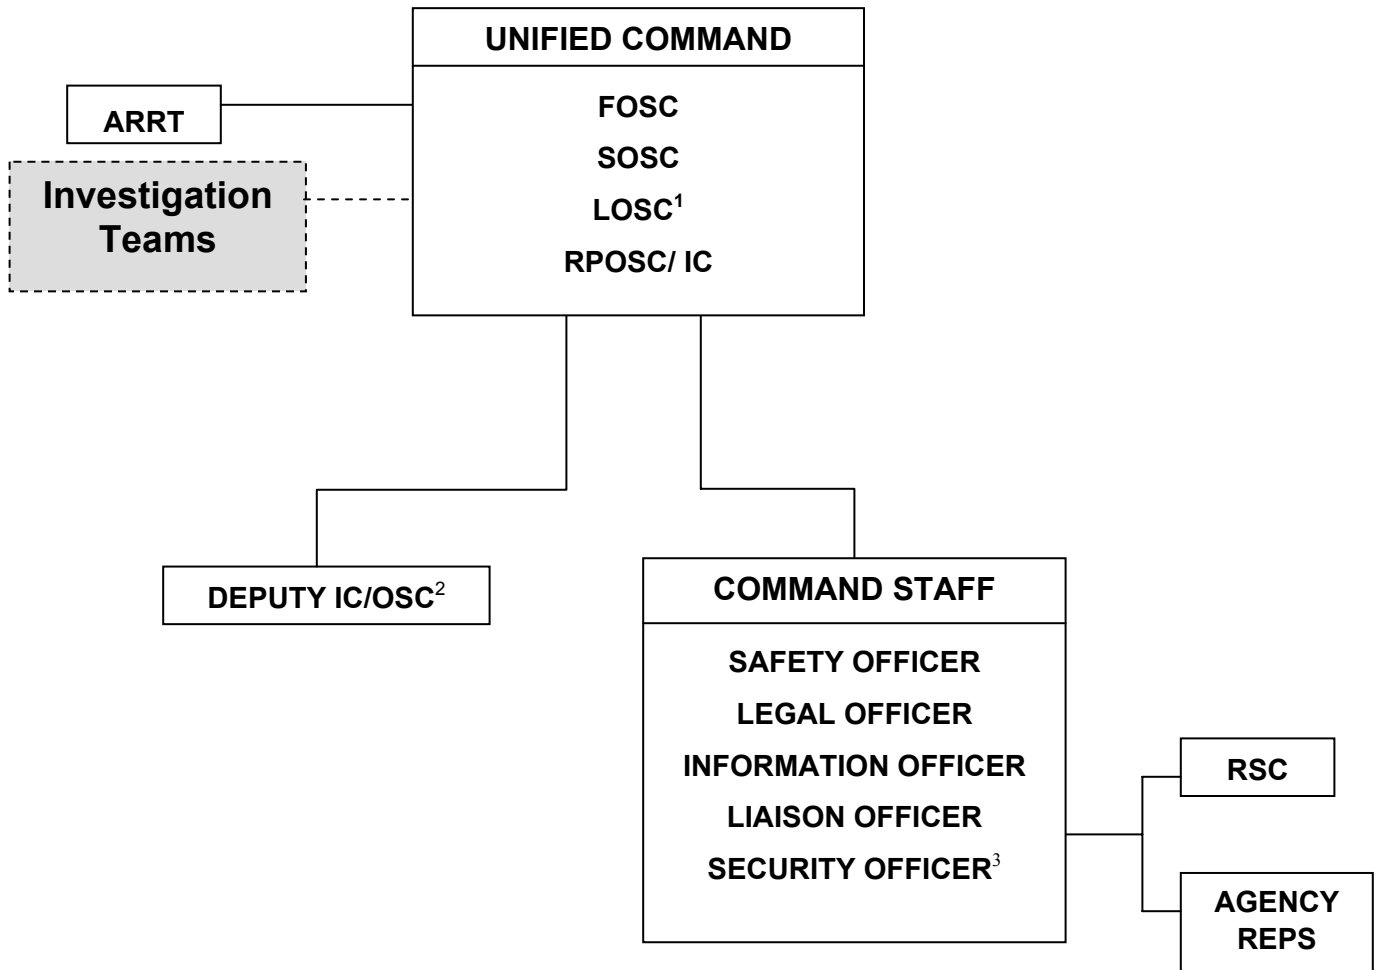 UNIFIED COMMAND
FOSC
SOSC
LOSC¹
RPOSC/ IC
ARRT
Investigation
Teams
DEPUTY IC/OSC²
COMMAND STAFF
SAFETY OFFICER
LEGAL OFFICER
INFORMATION OFFICER
LIAISON OFFICER
SECURITY OFFICER³
RSC
AGENCY
REPS